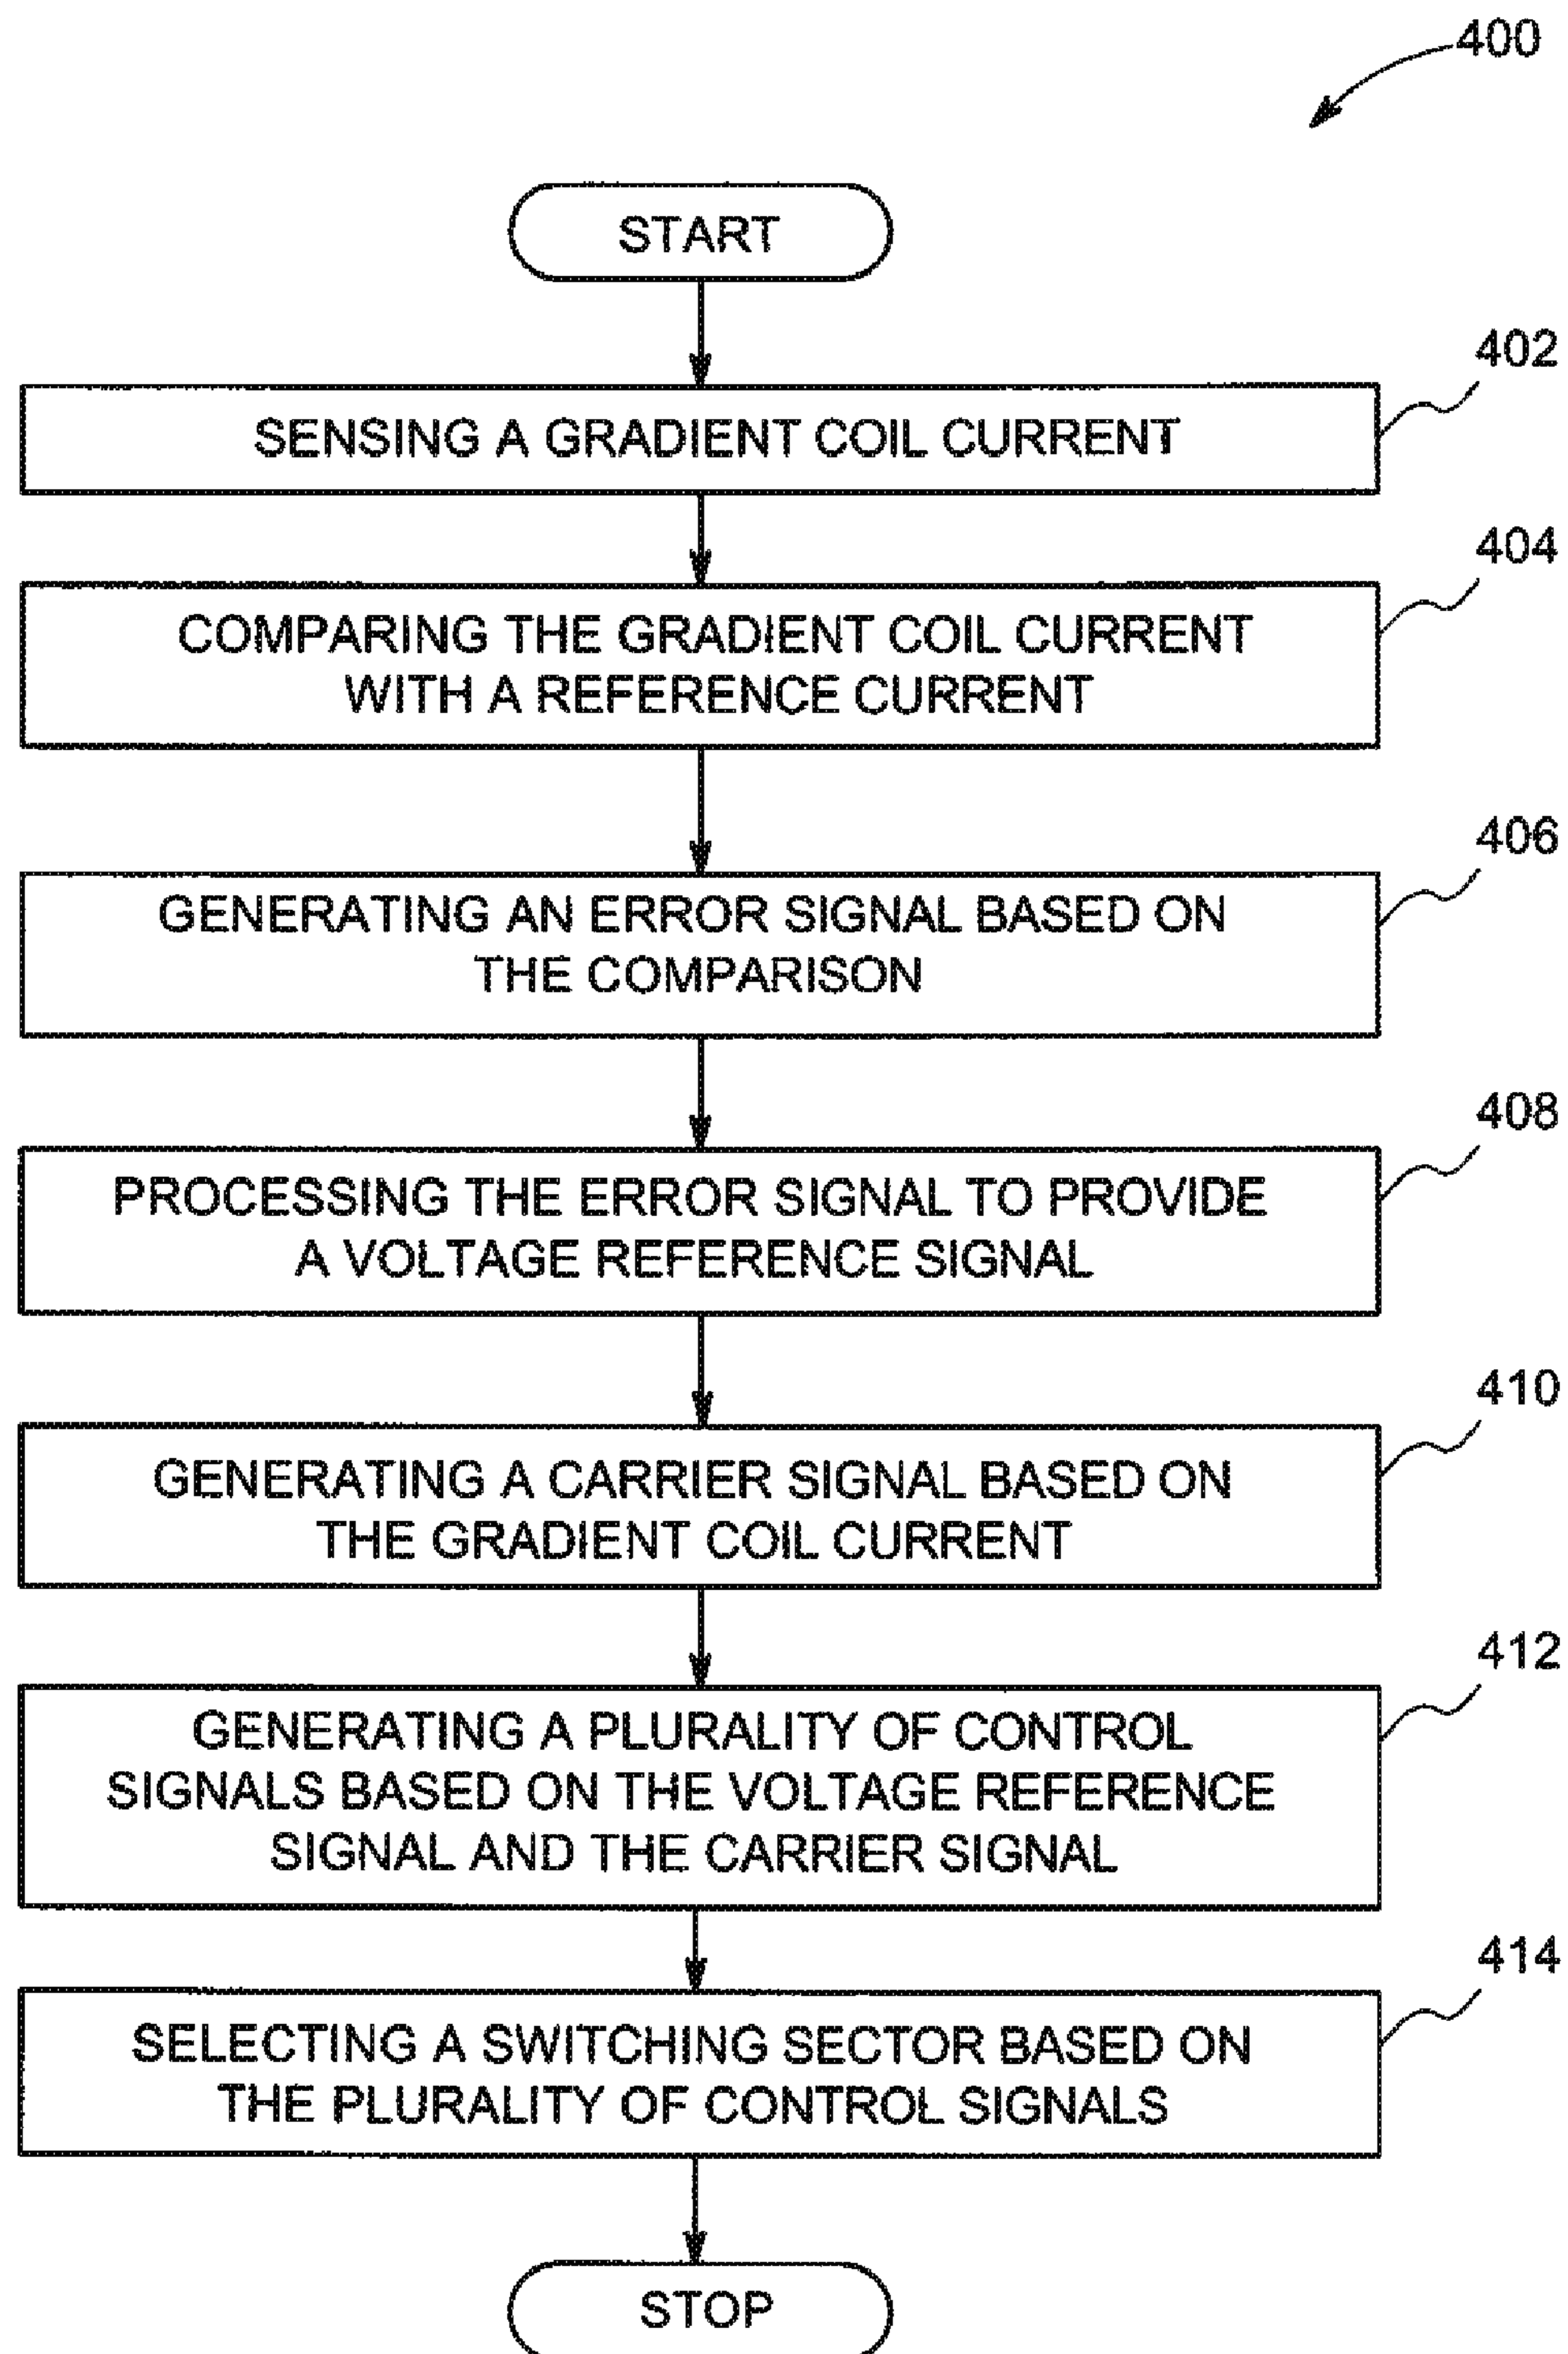 400
START
402
SENSING A GRADIENT COIL CURRENT
404
COMPARING THE GRADIENT COIL CURRENT
WITH A REFERENCE CURRENT
406
GENERATING AN ERROR SIGNAL BASED ON
THE COMPARISON
408
PROCESSING THE ERROR SIGNAL TO PROVIDE
A VOLTAGE REFERENCE SIGNAL
410
GENERATING A CARRIER SIGNAL BASED ON
THE GRADIENT COIL CURRENT
412
GENERATING A PLURALITY OF CONTROL
SIGNALS BASED ON THE VOLTAGE REFERENCE
SIGNAL AND THE CARRIER SIGNAL
414
SELECTING A SWITCHING SECTOR BASED ON
THE PLURALITY OF CONTROL SIGNALS
STOP